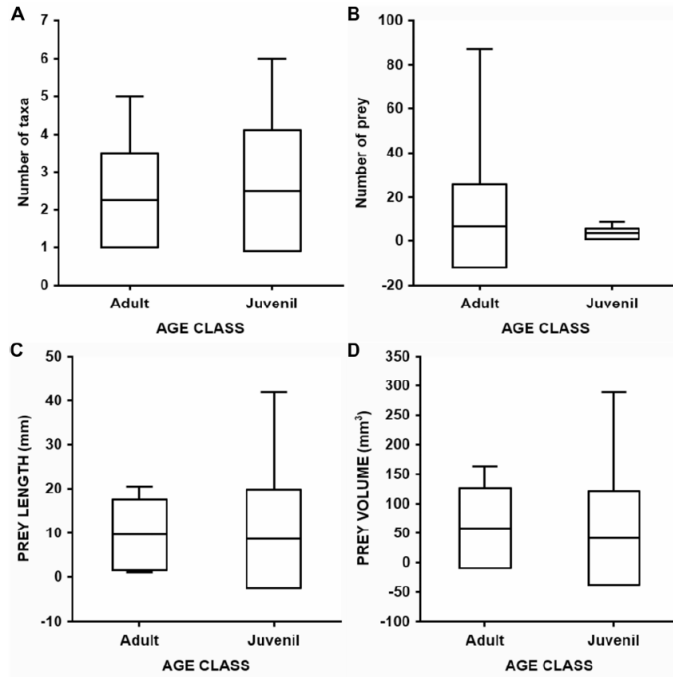 A
Number of taxa
7
6
5
4
3
2
1
0
Adult
Juvenil
AGE CLASS
B
Number of prey
100
80
60
40
20
0
-20
Adult
Juvenil
AGE CLASS
C
PREY LENGTH (mm)
50
40
30
20
10
0
-10
Adult
Juvenil
AGE CLASS
D
PREY VOLUME (mm³)
350
300
250
200
150
100
50
0
-50
-100
Adult
Juvenil
AGE CLASS